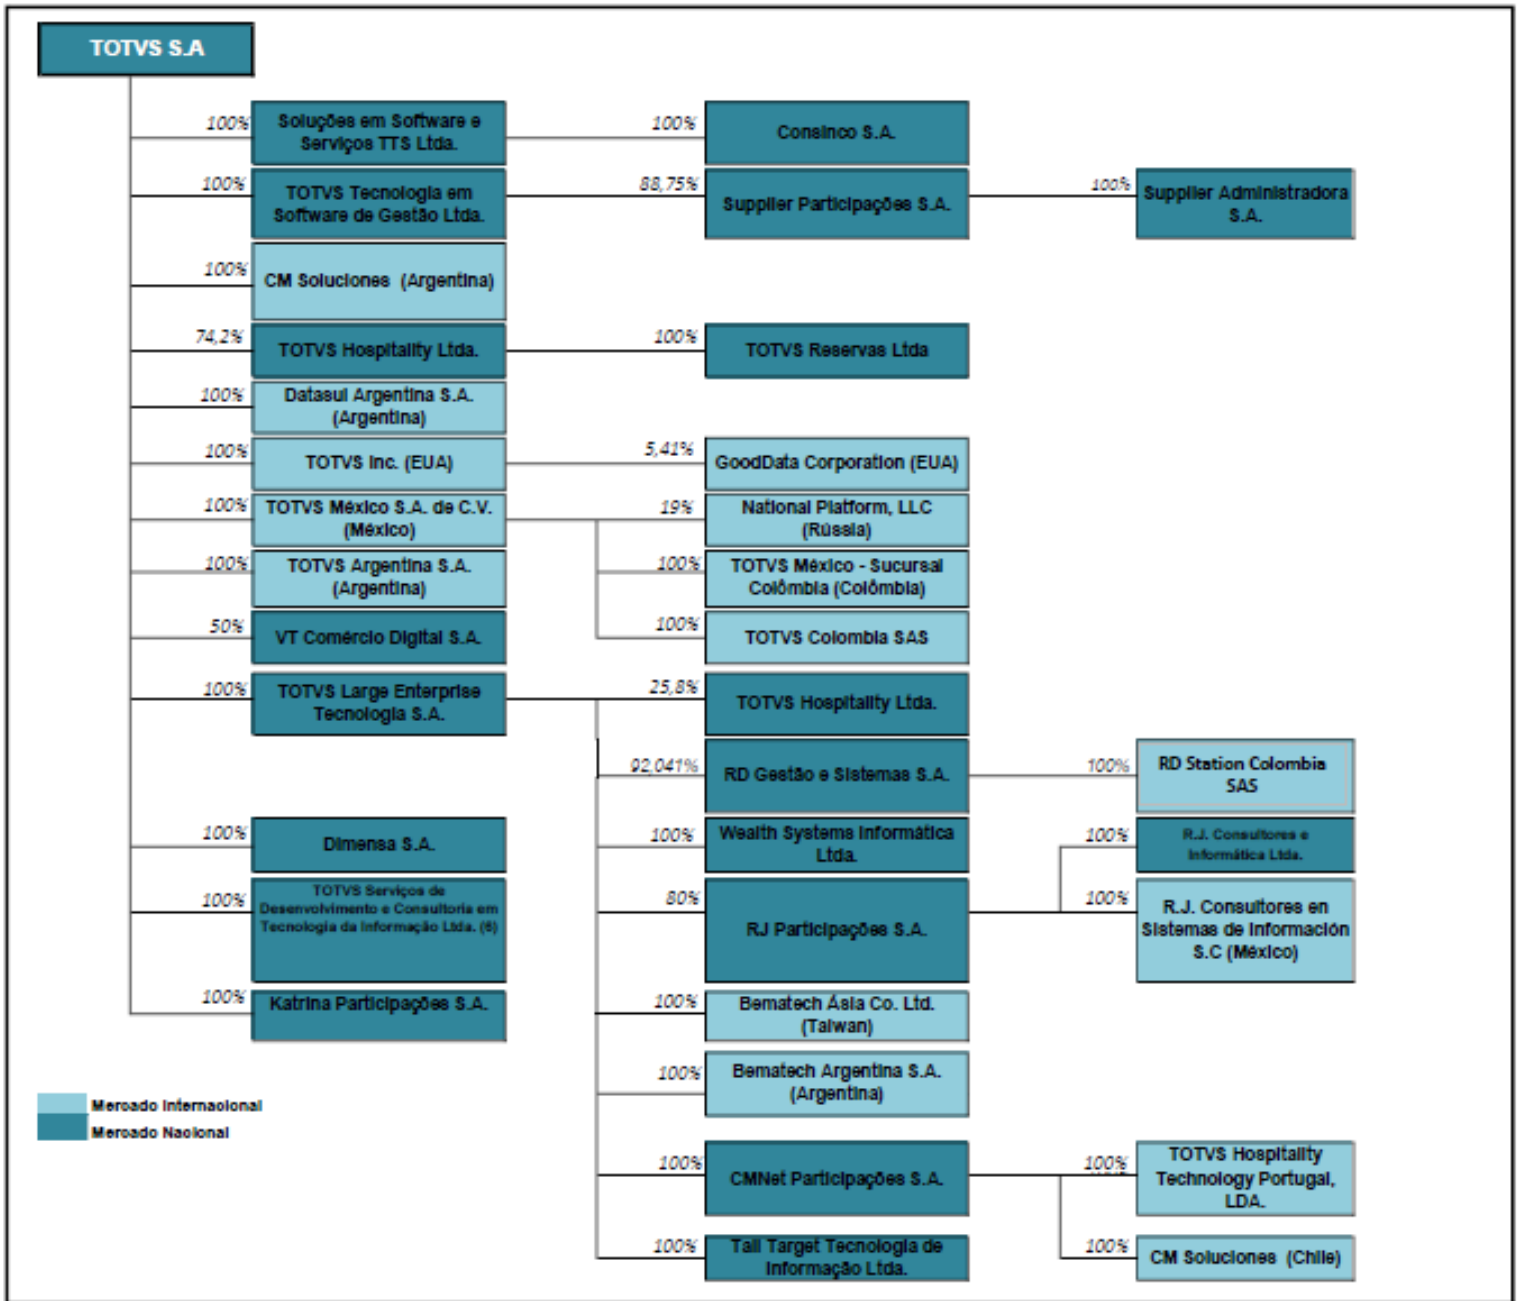 TOTVS S.A
100%
Soluções em Software e
Serviços TTS Ltda.
100%
Consinco S.A.
100%
TOTVS Tecnologia em
Software de Gestão Ltda.
88,75%
Supplier Participações S.A.
100%
Supplier Administradora
S.A.
100%
CM Soluciones (Argentina)
74,2%
TOTVS Hospitality Ltda.
100%
TOTVS Reservas Ltda
100%
Datasul Argentina S.A.
(Argentina)
100%
TOTVS Inc. (EUA)
5,41%
GoodData Corporation (EUA)
100%
TOTVS México S.A. de C.V.
(México)
19%
National Platform, LLC
(Rússia)
100%
TOTVS Argentina S.A.
(Argentina)
100%
TOTVS México - Sucursal
Colômbia (Colômbia)
50%
VT Comércio Digital S.A.
100%
TOTVS Colombia SAS
100%
TOTVS Large Enterprise
Tecnologia S.A.
25,8%
TOTVS Hospitality Ltda.
92,041%
RD Gestão e Sistemas S.A.
100%
RD Station Colombia
SAS
100%
Dimensa S.A.
100%
Wealth Systems Informática
Ltda.
100%
R.J. Consultores e
Informática Ltda.
100%
TOTVS Serviços de
Desenvolvimento e Consultoria em
Tecnologia da Informação Ltda. (6)
80%
RJ Participações S.A.
100%
R.J. Consultores en
Sistemas de Información
S.C (México)
100%
Katrina Participações S.A.
100%
Bematech Ásia Co. Ltd.
(Taiwan)
100%
Bematech Argentina S.A.
(Argentina)
Mercado Internacional
Mercado Nacional
100%
CMNet Participações S.A.
100%
TOTVS Hospitality
Technology Portugal,
LDA.
100%
Tail Target Tecnologia de
Informação Ltda.
100%
CM Soluciones (Chile)